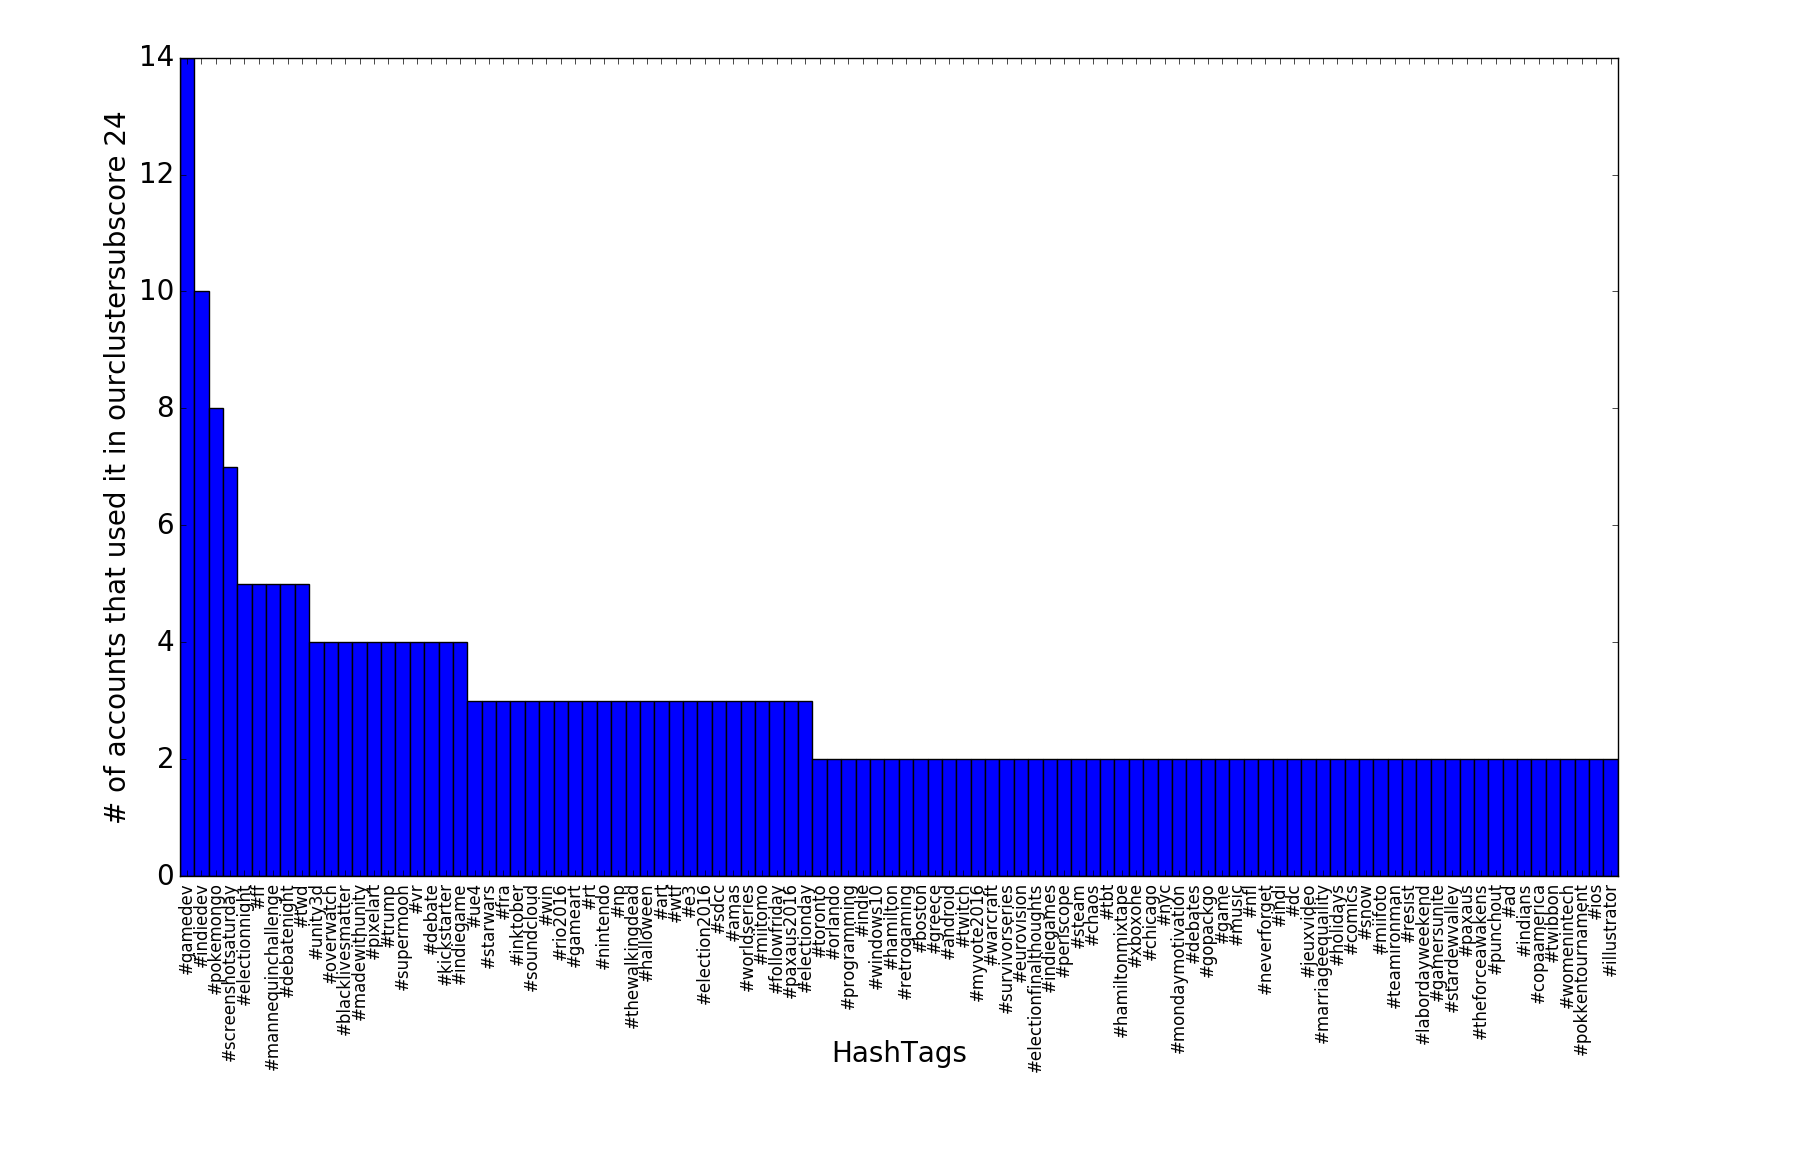 # of accounts that used it in ourclustersubscore 24
14
12
10
8
6
4
2
0
#gamedev
#indiedev
#pokemongo
#screenshotsaturday
#electionnight
#ff
#mannequinchallenge
#debatenight
#twd
#unity3d
#overwatch
#blacklivesmatter
#madewithunity
#pixelart
#trump
#supermoon
#vr
#debate
#kickstarter
#indiegame
#ue4
#starwars
#fra
#inktober
#soundcloud
#win
#rio2016
#gameart
#rt
#nintendo
#np
#thewalkingdead
#halloween
#art
#wtf
#e3
#election2016
#sdcc
#amas
#worldseries
#miitomo
#followfriday
#paxaus2016
#electionday
#toronto
#orlando
#programming
#indie
#windows10
#hamilton
#retrogaming
#boston
#greece
#android
#twitch
#myvote2016
#warcraft
#survivorseries
#eurovision
#electionfinalthoughts
#indiegames
#periscope
#steam
#chaos
#tbt
#hamiltonmixtape
#xboxone
#chicago
#nyc
#mondaymotivation
#debates
#gopackgo
#game
#music
#nfl
#neverforget
#indi
#dc
#jeuxvideo
#marriageequality
#holidays
#comics
#snow
#miifoto
#teamironman
#resist
#labordayweekend
#gamersunite
#stardewvalley
#paxaus
#theforceawakens
#punchout
#ad
#indians
#copaamerica
#twibbon
#womenintech
#pokkentournament
#ios
#illustrator
HashTags